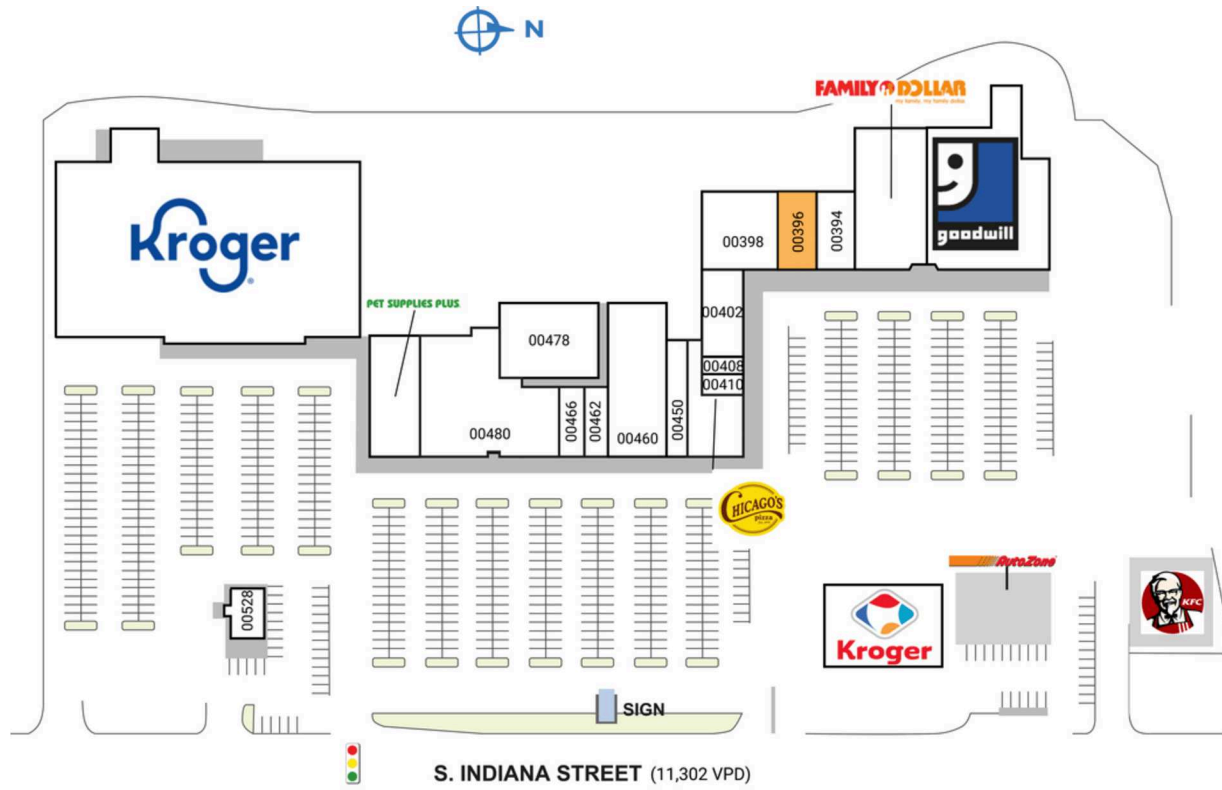 N
FAMILY DOLLAR
my family, my family dollar.
goodwill
Kroger
00398
00396
00394
PET SUPPLIES PLUS
00402
00478
00408
00410
00480
00466
00462
00460
00450
CHICAGO'S
pizza
AutoZone
KFC
00528
Kroger
SIGN
S. INDIANA STREET (11,302 VPD)